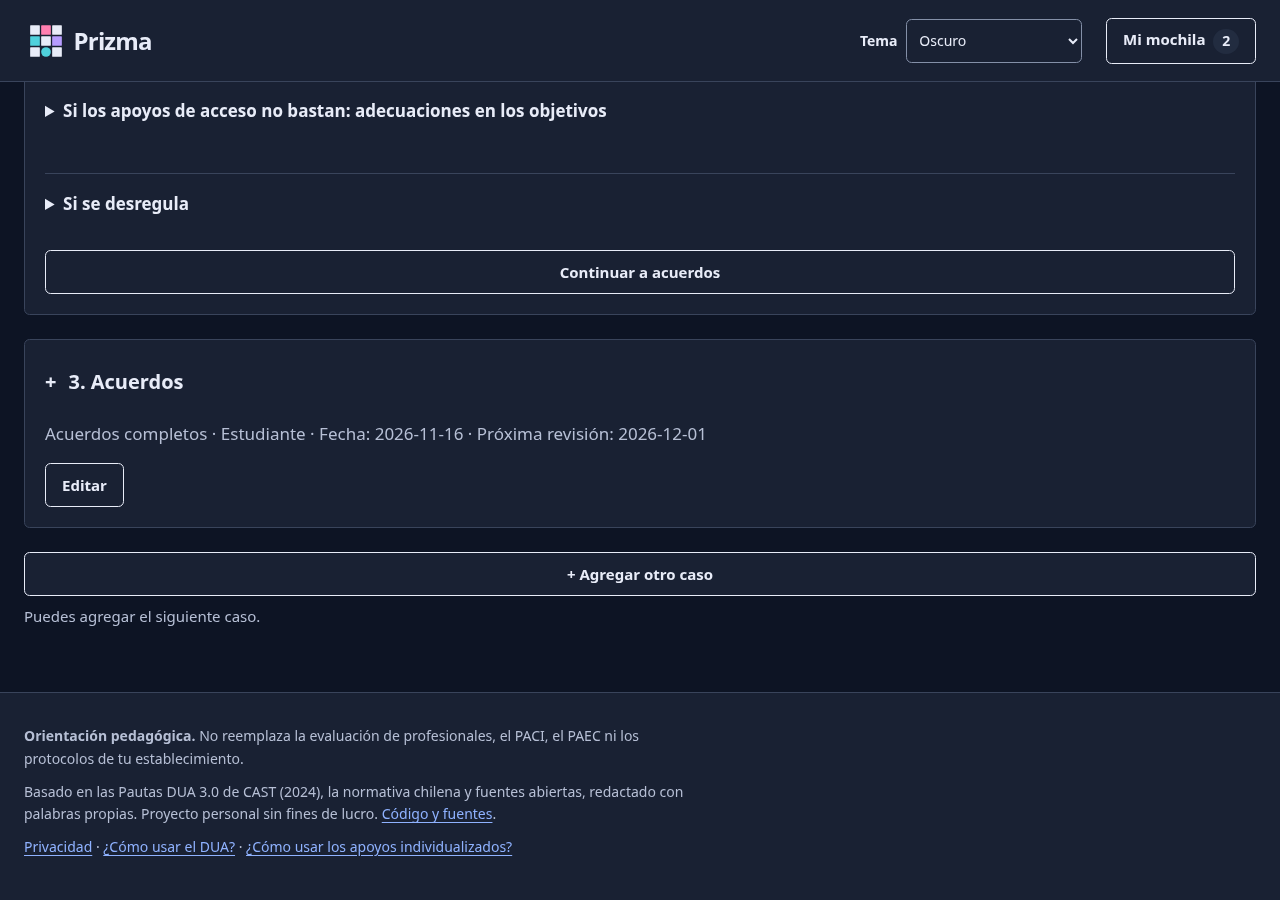 Prizma
Tema
Oscuro
Mi mochila 2
Si los apoyos de acceso no bastan: adecuaciones en los objetivos
Si se desregula
Continuar a acuerdos
+ 3. Acuerdos
Acuerdos completos · Estudiante · Fecha: 2026-11-16 · Próxima revisión: 2026-12-01
Editar
+ Agregar otro caso
Puedes agregar el siguiente caso.
Orientación pedagógica. No reemplaza la evaluación de profesionales, el PACI, el PAEC ni los
protocolos de tu establecimiento.
Basado en las Pautas DUA 3.0 de CAST (2024), la normativa chilena y fuentes abiertas, redactado con
palabras propias. Proyecto personal sin fines de lucro. Código y fuentes.
Privacidad · ¿Cómo usar el DUA? · ¿Cómo usar los apoyos individualizados?